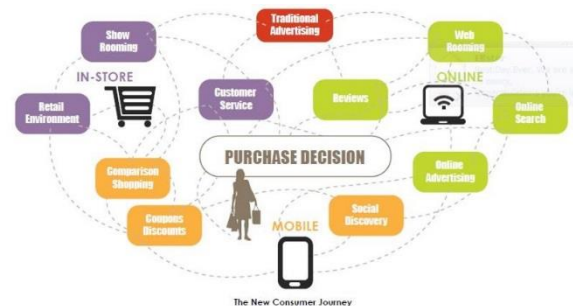 Traditional
Advertising
Show
Rooming
Web
Rooming
IN-STORE
ONLINE
Customer
Service
Reviews
Retail
Environment
Online
Search
PURCHASE DECISION
Comparison
Shopping
Online
Advertising
Coupons
Discounts
Social
Discovery
MOBILE
The New Consumer Journey